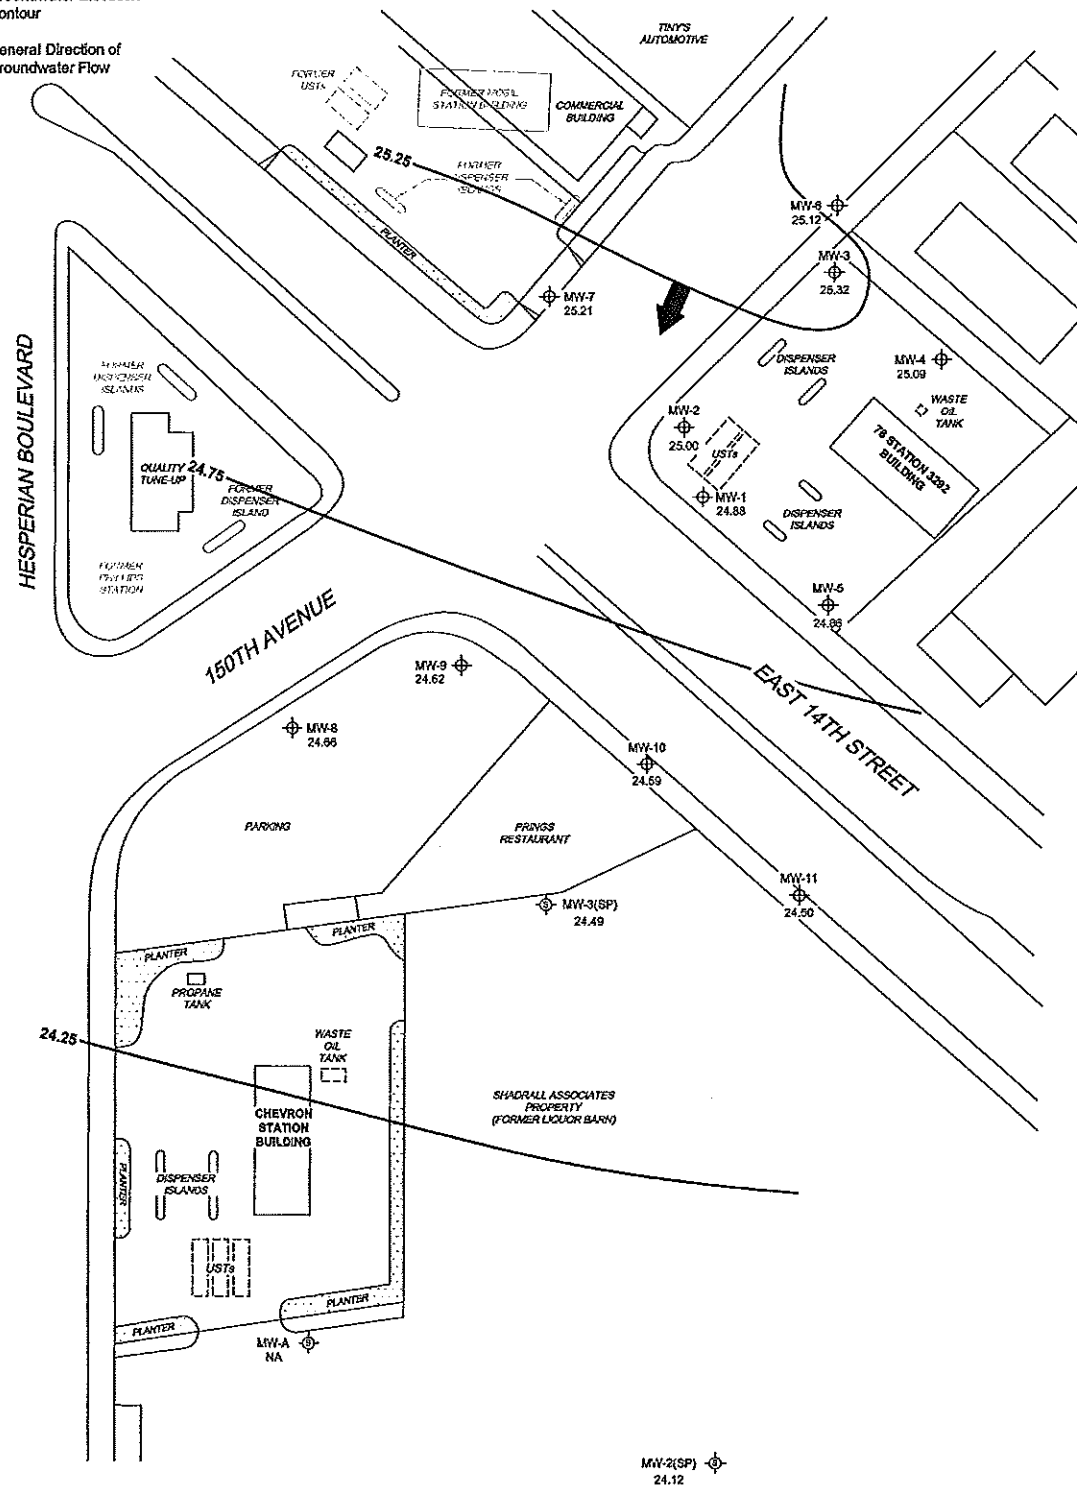 ontour
eneral Direction of
roundwater Flow
TINY'S
AUTOMOTIVE
FORMER
USTs
FORMER MOBIL
STATION BUILDING
COMMERCIAL
BUILDING
25.25
FORMER
DISPENSER
ISLANDS
PLANTER
MW-6
25.12
MW-3
25.32
MW-7
25.21
HESPERIAN BOULEVARD
FORMER
DISPENSER
ISLANDS
DISPENSER
ISLANDS
MW-4
25.09
WASTE
OIL
TANK
MW-2
25.00
USTs
76 STATION 3292
BUILDING
QUALITY
TUNE-UP
24.75
FORMER
DISPENSER
ISLAND
MW-1
24.88
DISPENSER
ISLANDS
FORMER
PHILLIPS
STATION
MW-5
24.86
150TH AVENUE
MW-9
24.62
EAST 14TH STREET
MW-8
24.66
MW-10
24.59
PARKING
PRINGS
RESTAURANT
MW-11
24.50
MW-3(SP)
24.49
PLANTER
PLANTER
PROPANE
TANK
24.25
WASTE
OIL
TANK
CHEVRON
STATION
BUILDING
SHADRALL ASSOCIATES
PROPERTY
(FORMER LIQUOR BARN)
PLANTER
DISPENSER
ISLANDS
USTs
PLANTER
PLANTER
MW-A
NA
MW-2(SP)
24.12